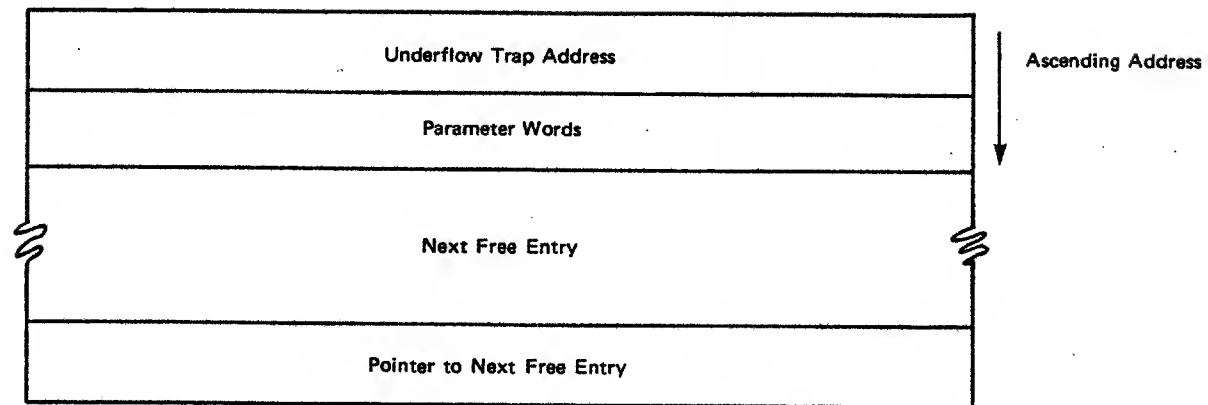 Underflow Trap Address
Ascending Address
Parameter Words
Next Free Entry
Pointer to Next Free Entry